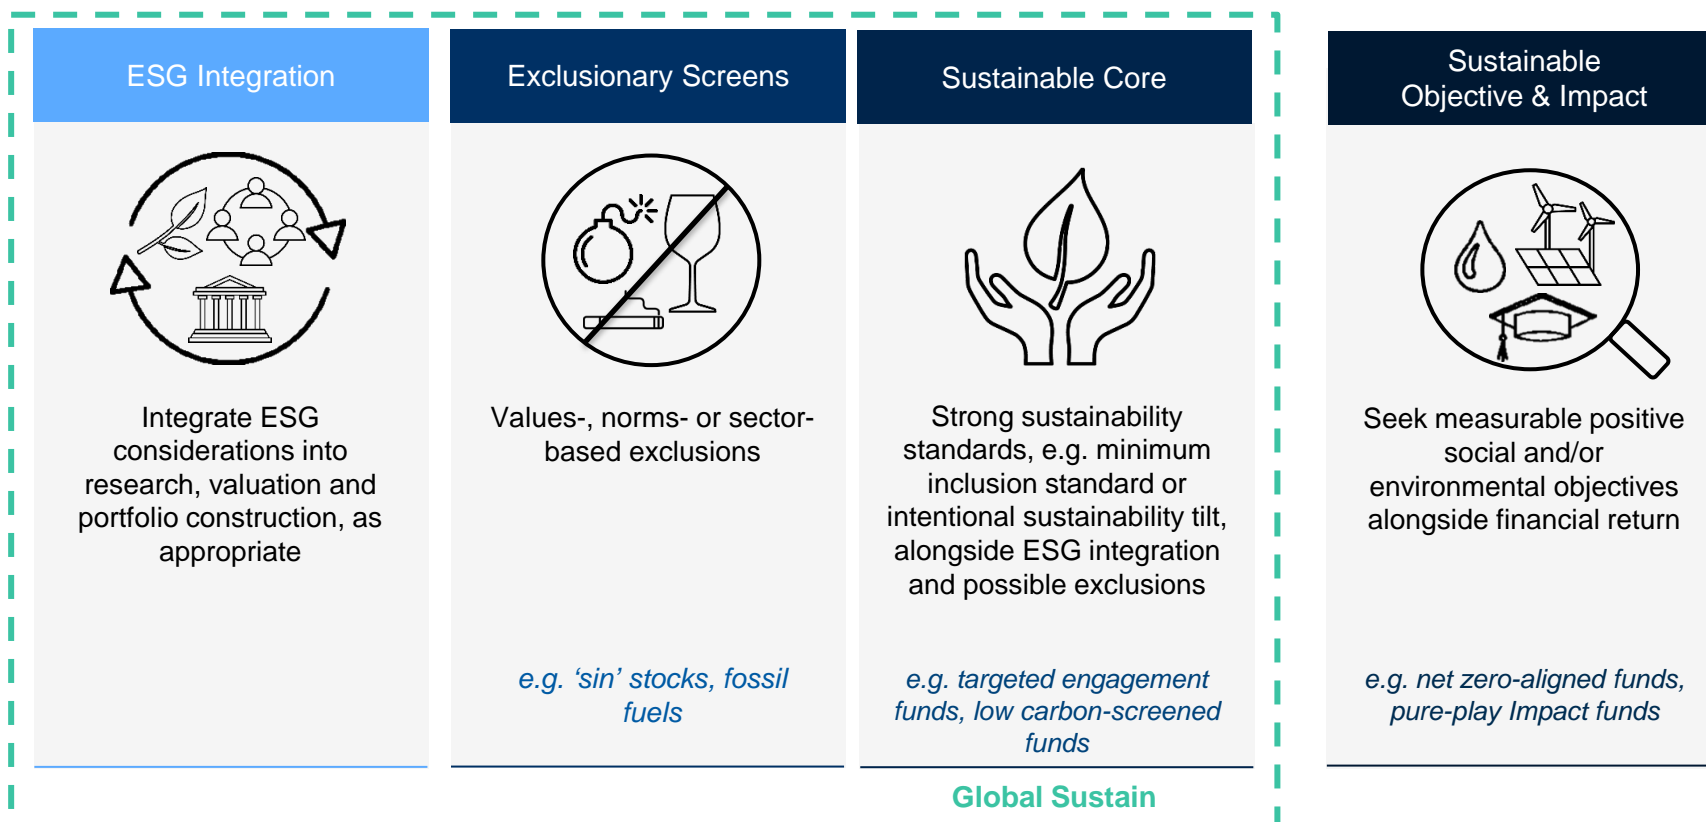 ESG Integration
Integrate ESG
considerations into
research, valuation and
portfolio construction, as
appropriate
Exclusionary Screens
Values-, norms- or sector-
based exclusions
e.g. ‘sin’ stocks, fossil
fuels
Sustainable Core
Strong sustainability
standards, e.g. minimum
inclusion standard or
intentional sustainability tilt,
alongside ESG integration
and possible exclusions
e.g. targeted engagement
funds, low carbon-screened
funds
Global Sustain
Sustainable
Objective & Impact
Seek measurable positive
social and/or
environmental objectives
alongside financial return
e.g. net zero-aligned funds,
pure-play Impact funds